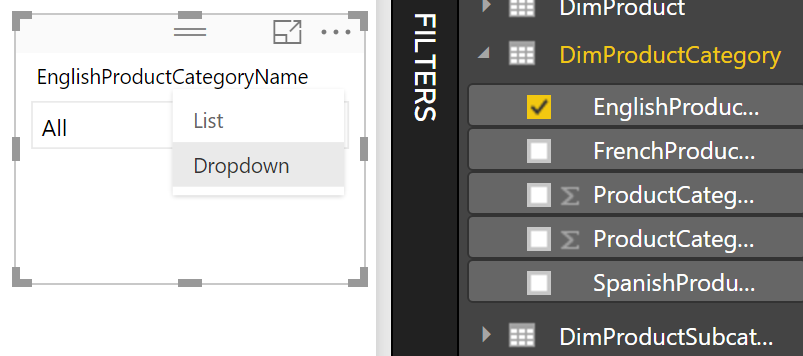 EnglishProductCategoryName
All
List
Dropdown
FILTERS
DimProduct
DimProductCategory
EnglishProduc...
FrenchProduc...
ProductCateg...
ProductCateg...
SpanishProdu...
DimProductSubcat...